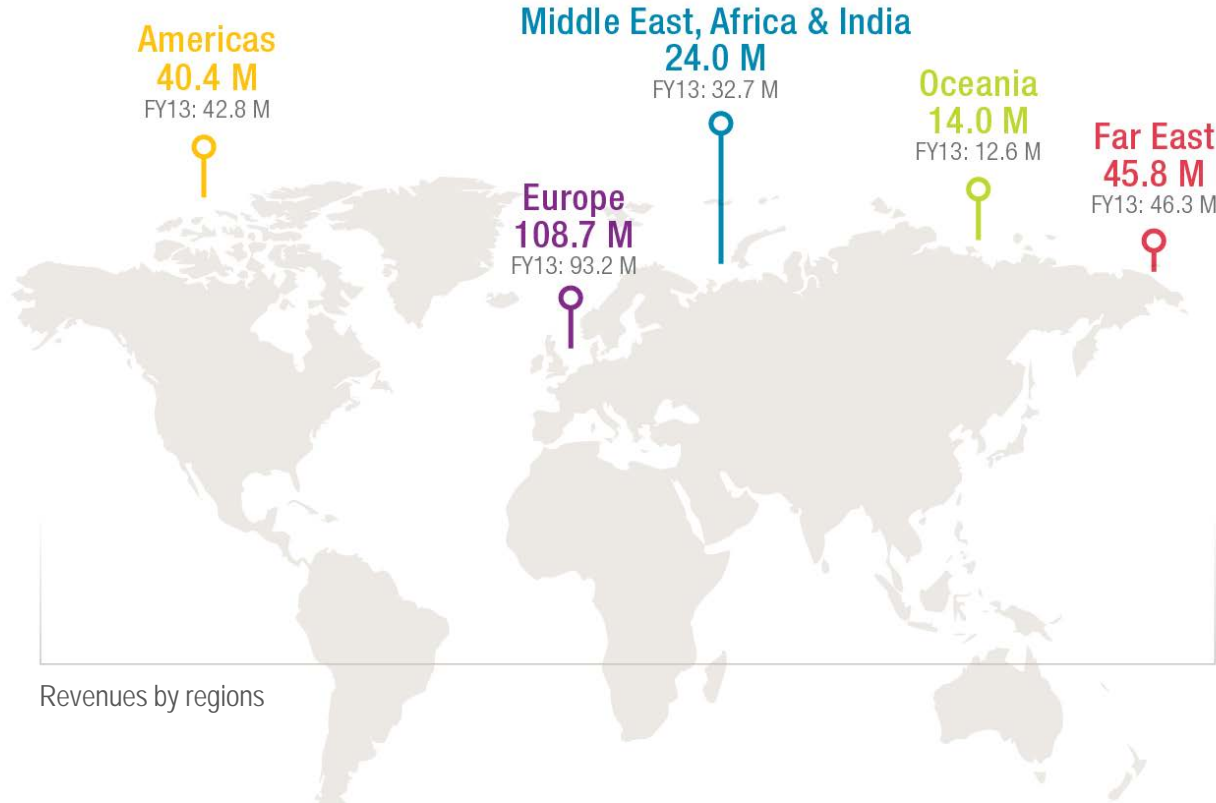 Americas
40.4 M
FY13: 42.8 M
Middle East, Africa & India
24.0 M
FY13: 32.7 M
Europe
108.7 M
FY13: 93.2 M
Oceania
14.0 M
FY13: 12.6 M
Far East
45.8 M
FY13: 46.3 M
Revenues by regions